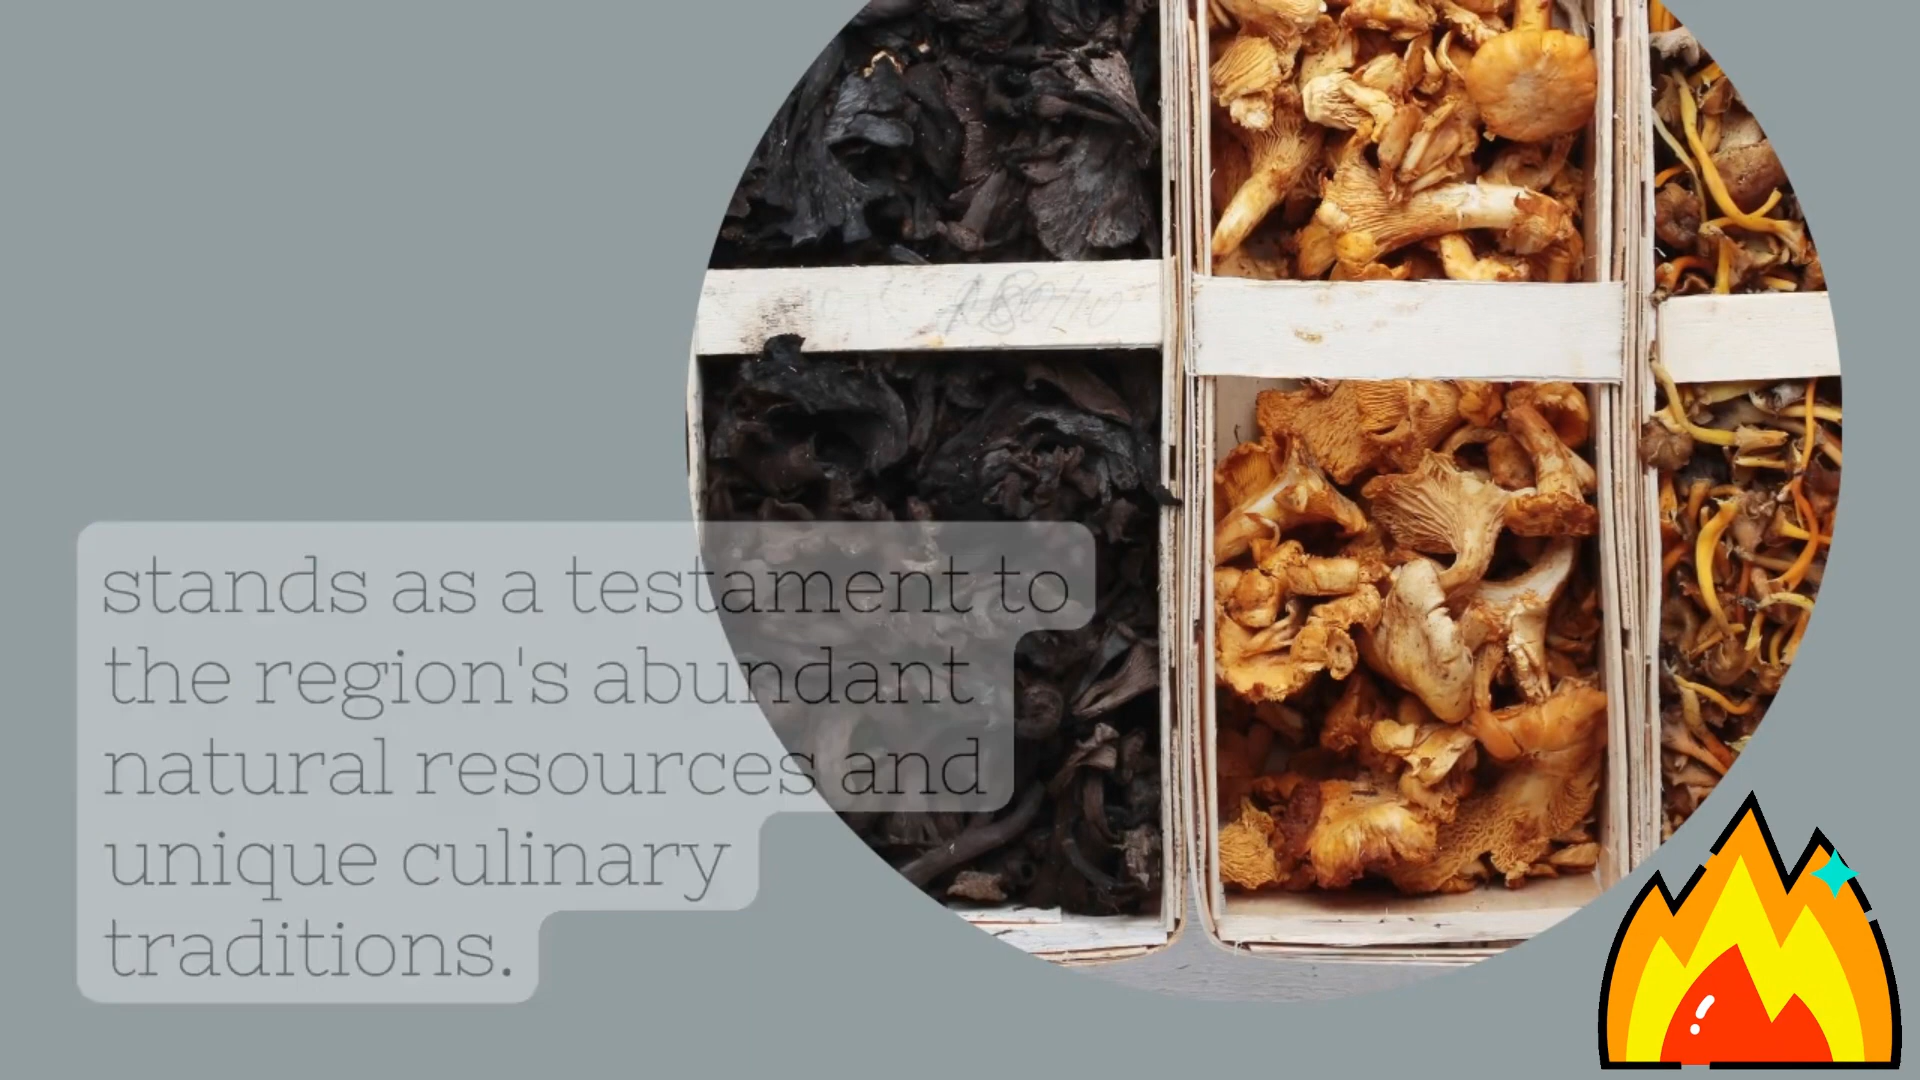 stands as a testament to
the region's abundant
natural resources and
unique culinary
traditions.